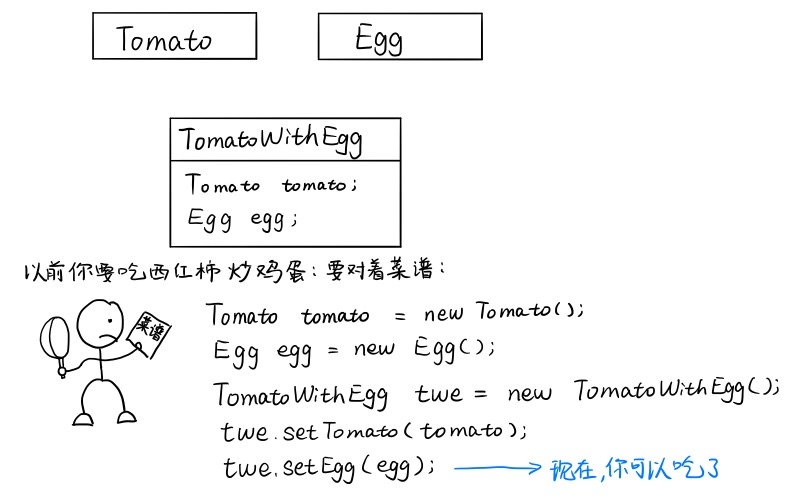 Tomato
Egg
TomatoWithEgg
Tomato tomato;
Egg egg;
以前你要吃西红柿炒鸡蛋:要对着菜谱:
菜谱
Tomato tomato = new Tomato();
Egg egg = new Egg();
TomatoWithEgg twe = new TomatoWithEgg();
twe.setTomato(tomato);
twe.setEgg(egg);
现在,你可以吃了